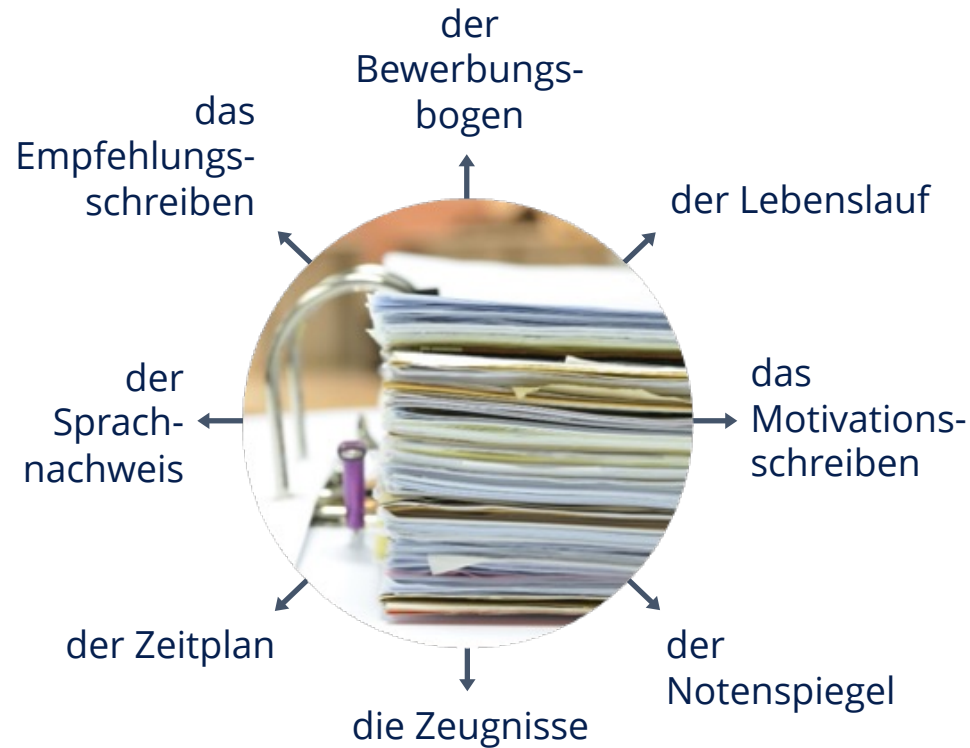 der
Bewerbungs-
bogen
das
Empfehlungs-
schreiben
der Lebenslauf
der
Sprach-
nachweis
das
Motivations-
schreiben
der Zeitplan
der
Notenspiegel
die Zeugnisse